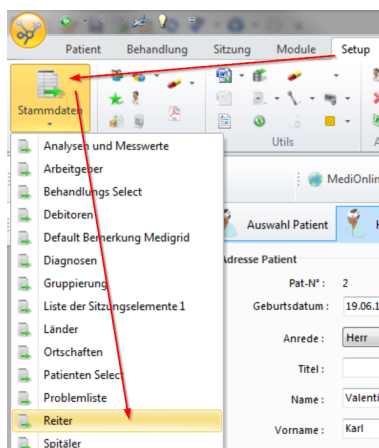 Patient Behandlung Sitzung Module Setup
Stammdaten
Utils
Analysen und Messwerte
Arbeitgeber
Behandlungs Select
Debitoren
Default Bemerkung Medigrid
Diagnosen
Gruppierung
Liste der Sitzungselemente 1
Länder
Ortschaften
Patienten Select
Problemliste
Reiter
Spitäler
MediOnlin
Auswahl Patient
Adresse Patient
Pat-N° : 2
Geburtsdatum : 19.06.1
Anrede : Herr
Titel :
Name : Valenti
Vorname : Karl